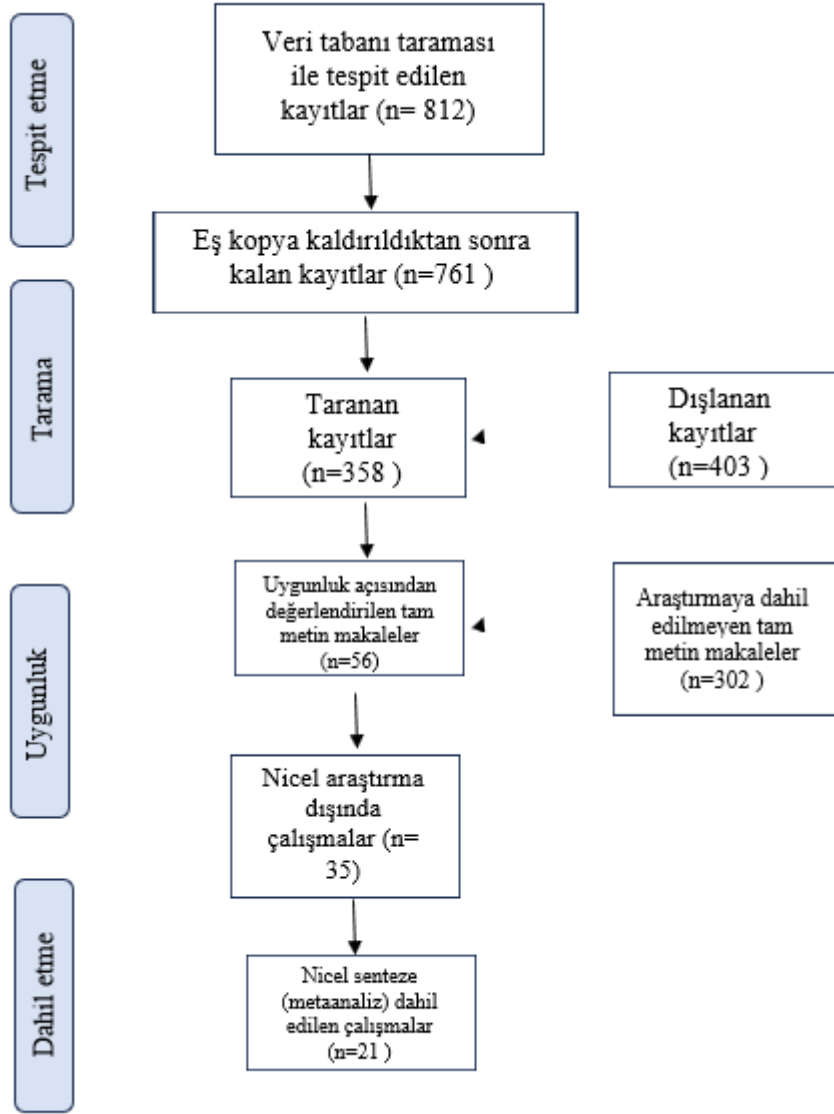 Tespit etme
Veri tabanı taraması
ile tespit edilen
kayıtlar (n= 812)
Eş kopya kaldırıldıktan sonra
kalan kayıtlar (n=761 )
Tarama
Taranan
kayıtlar
(n=358 )
Dışlanan
kayıtlar
(n=403 )
Uygunluk
Uygunluk açısından
değerlendirilen tam
metin makaleler
(n=56)
Araştırmaya dahil
edilmeyen tam
metin makaleler
(n=302 )
Nicel araştırma
dışında
çalışmalar (n=
35)
Dahil etme
Nicel senteze
(metaanaliz) dahil
edilen çalışmalar
(n=21 )